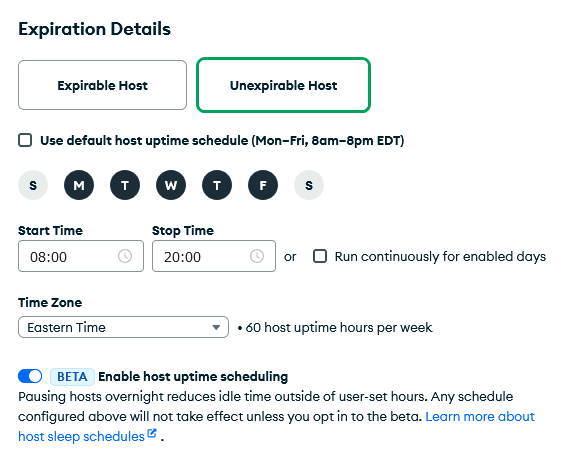 Expiration Details
Expirable Host
Unexpirable Host
Use default host uptime schedule (Mon–Fri, 8am–8pm EDT)
S M T W T F S
Start Time Stop Time
08:00 20:00 or Run continuously for enabled days
Time Zone
Eastern Time • 60 host uptime hours per week
BETA Enable host uptime scheduling
Pausing hosts overnight reduces idle time outside of user-set hours. Any schedule
configured above will not take effect unless you opt in to the beta. Learn more about
host sleep schedules .